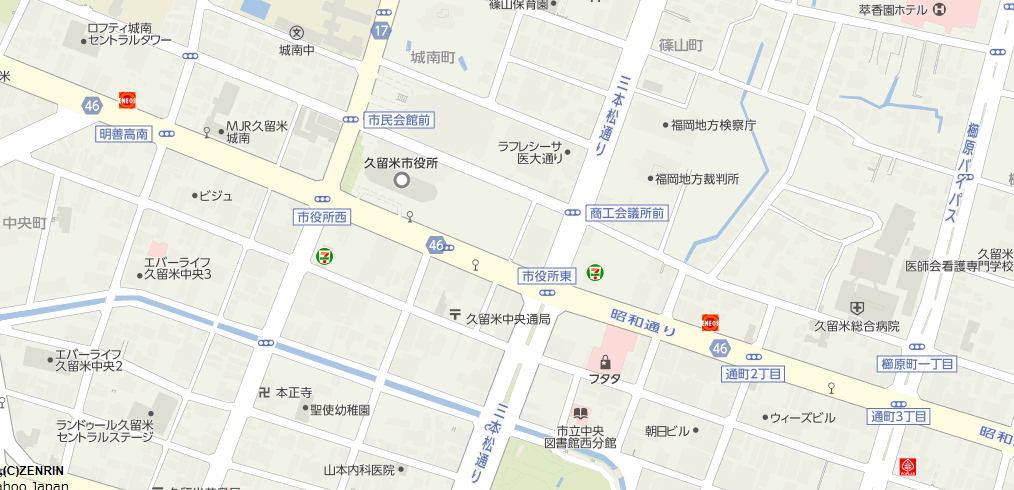 篠山保育園
萃香園ホテル
17
ロフティ城南
セントラルタワー
城南中
城南町
篠山町
三本松通り
米
46
ENEOS
明善高南
MJR久留米
城南
市民会館前
福岡地方検察庁
ラフレシーサ
医大通り
久留米市役所
福岡地方裁判所
櫛原バイパス
ビジュ
中央町
市役所西
商工会議所前
46
エバーライフ
久留米中央3
7
市役所東
7
久留米
医師会看護専門学校
久留米中央通局
昭和通り
ENEOS
久留米総合病院
46
エバーライフ
久留米中央2
フタタ
通町2丁目
櫛原町一丁目
卍 本正寺
聖使幼稚園
ランドゥール久留米
セントラルステージ
三本松通り
市立中央
図書館西分館
朝日ビル
ウィーズビル
通町3丁目
昭和
山本内科医院
(C)ZENRIN
ahoo Japan